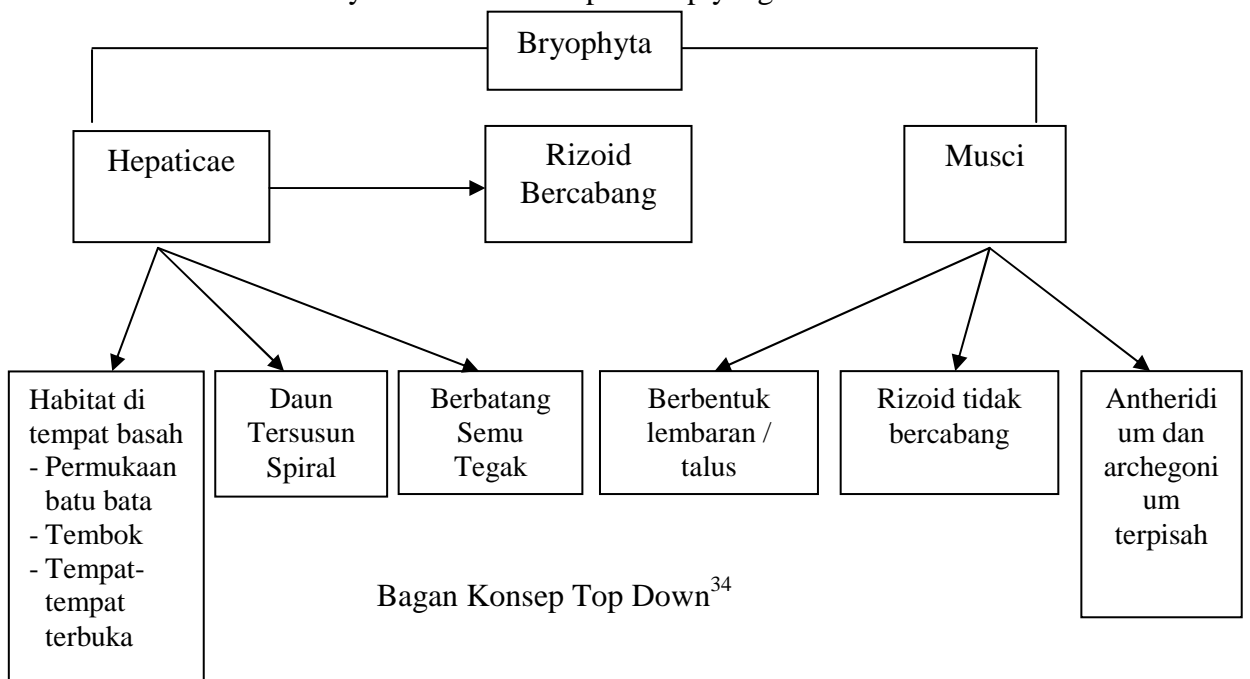 Bryophyta
Hepaticae
Rizoid
Bercabang
Musci
Habitat di
tempat basah
- Permukaan
batu bata
- Tembok
- Tempat-
tempat
terbuka
Daun
Tersusun
Spiral
Berbatang
Semu
Tegak
Berbentuk
lembaran /
talus
Rizoid tidak
bercabang
Antheridi
um dan
archegoni
um
terpisah
Bagan Konsep Top Down34